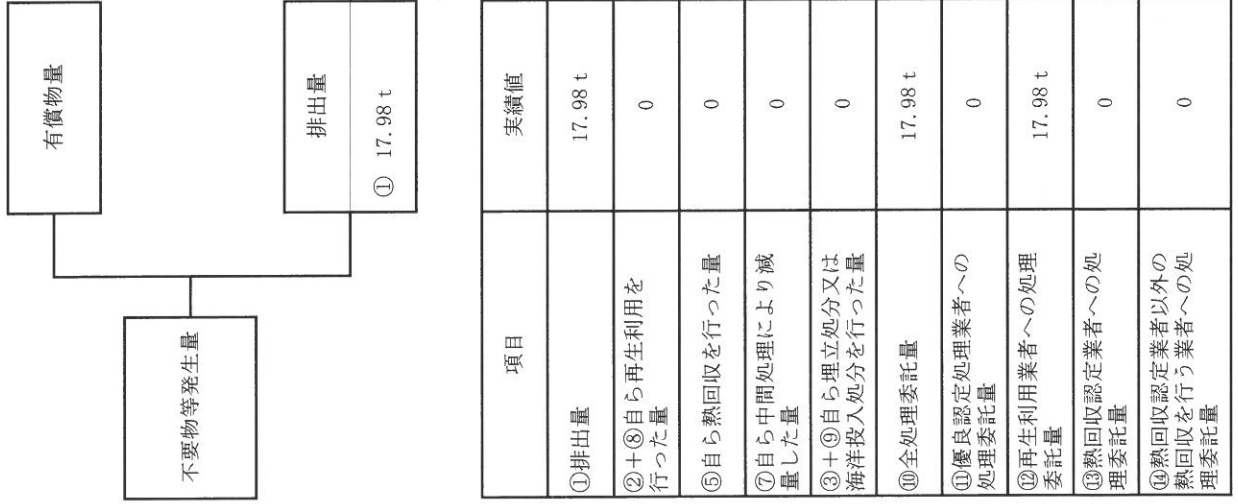 不要物等発生量
有償物量
排出量
① 17.98 t
項目
実績値
①排出量
17.98 t
②+⑧自ら再生利用を
行った量
0
⑤自ら熱回収を行った量
0
⑦自ら中間処理により減
量した量
0
③+⑨自ら埋立処分又は
海洋投入処分を行った量
0
⑩全処理委託量
17.98 t
⑪優良認定処理業者への
処理委託量
0
⑫再生利用業者への処理
委託量
17.98 t
⑬熱回収認定業者への処
理委託量
0
⑭熱回収認定業者以外の
熱回収を行う業者への処
理委託量
0